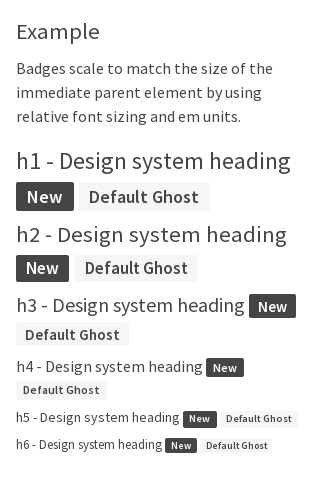 Example
Badges scale to match the size of the
immediate parent element by using
relative font sizing and em units.
h1 - Design system heading
New Default Ghost
h2 - Design system heading
New Default Ghost
h3 - Design system heading New
Default Ghost
h4 - Design system heading New
Default Ghost
h5 - Design system heading New Default Ghost
h6 - Design system heading New Default Ghost